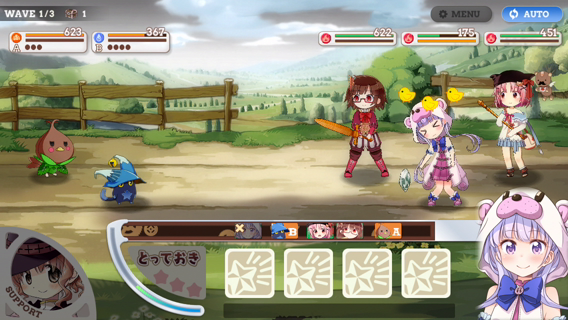 WAVE 1/3 1
MENU
AUTO
623
367
622
175
451
A
B
B
A
とっておき
SUPPORT